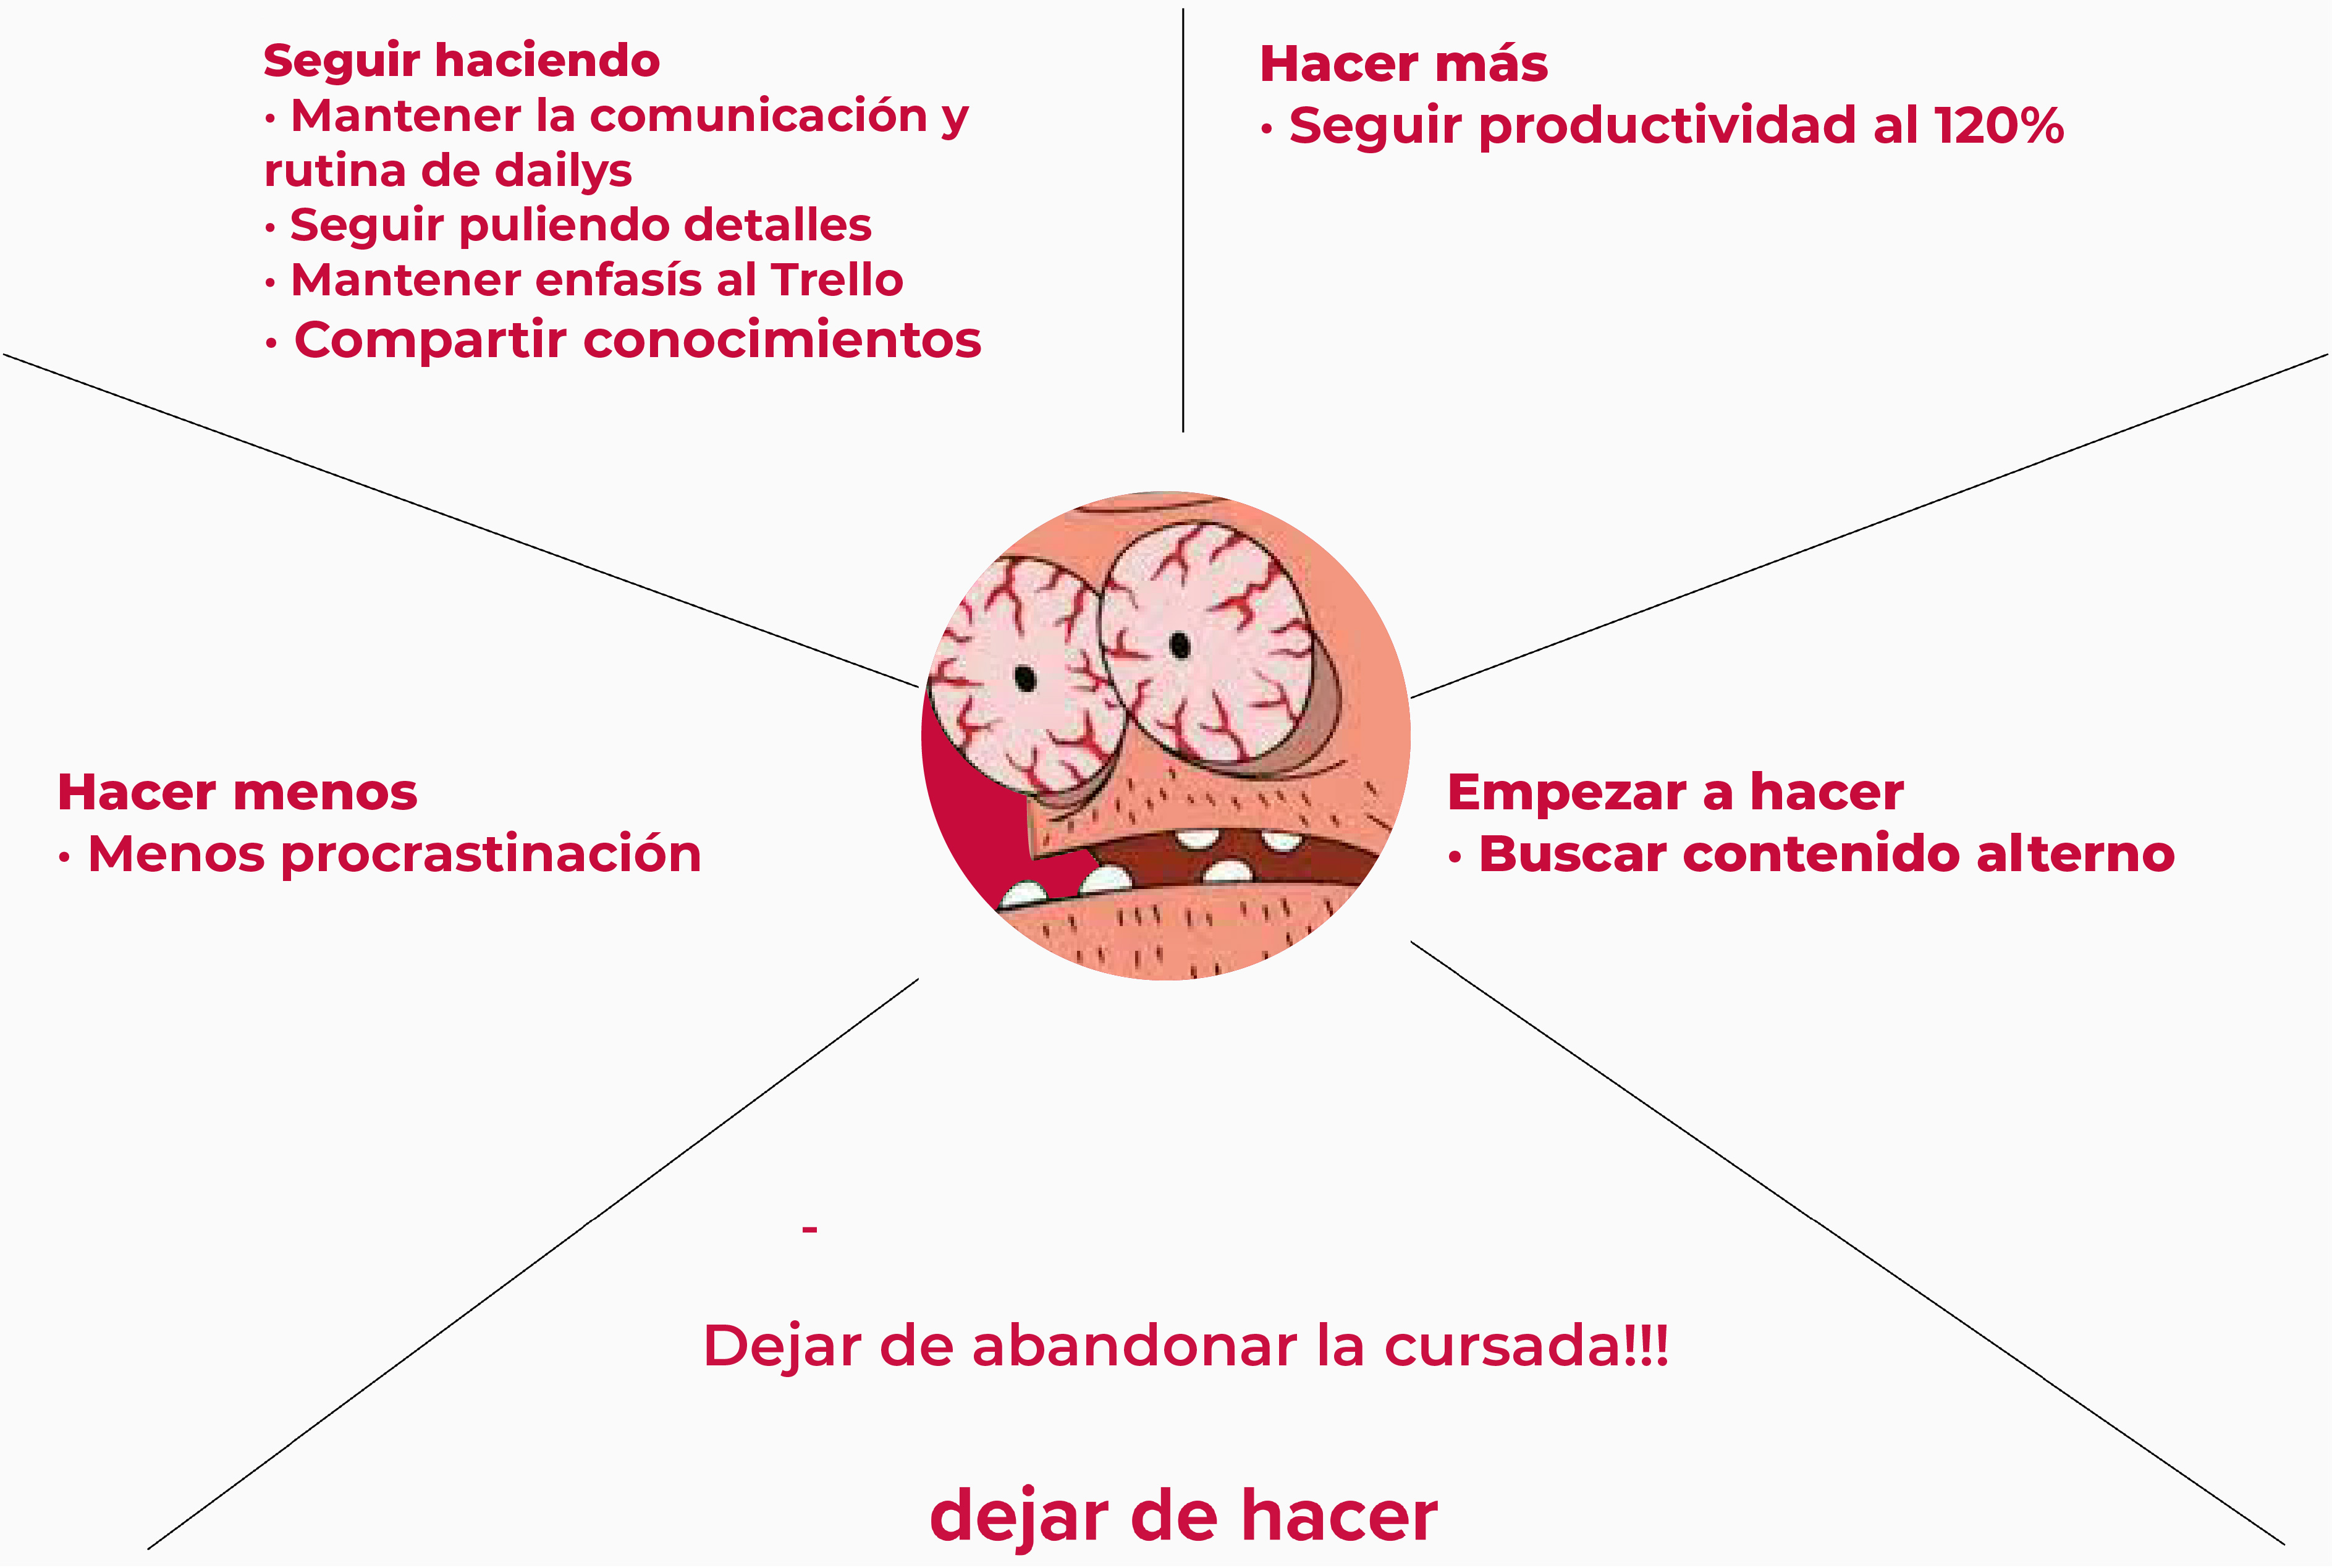 Seguir haciendo
• Mantener la comunicación y
rutina de dailys
• Seguir puliendo detalles
• Mantener enfasís al Trello
• Compartir conocimientos
Hacer más
• Seguir productividad al 120%
Hacer menos
• Menos procrastinación
Empezar a hacer
• Buscar contenido alterno
-
Dejar de abandonar la cursada!!!
dejar de hacer